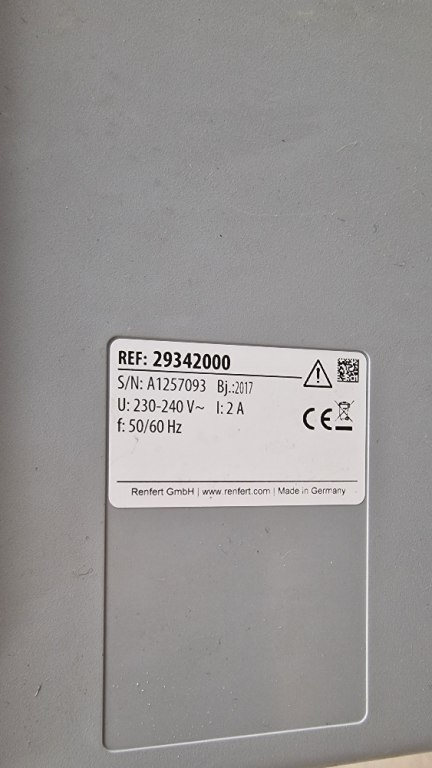 REF: 29342000
S/N: A1257093 Bj.:2017
U: 230-240 V~ I: 2 A
f: 50/60 Hz
CE
Renfert GmbH | www.renfert.com | Made in Germany